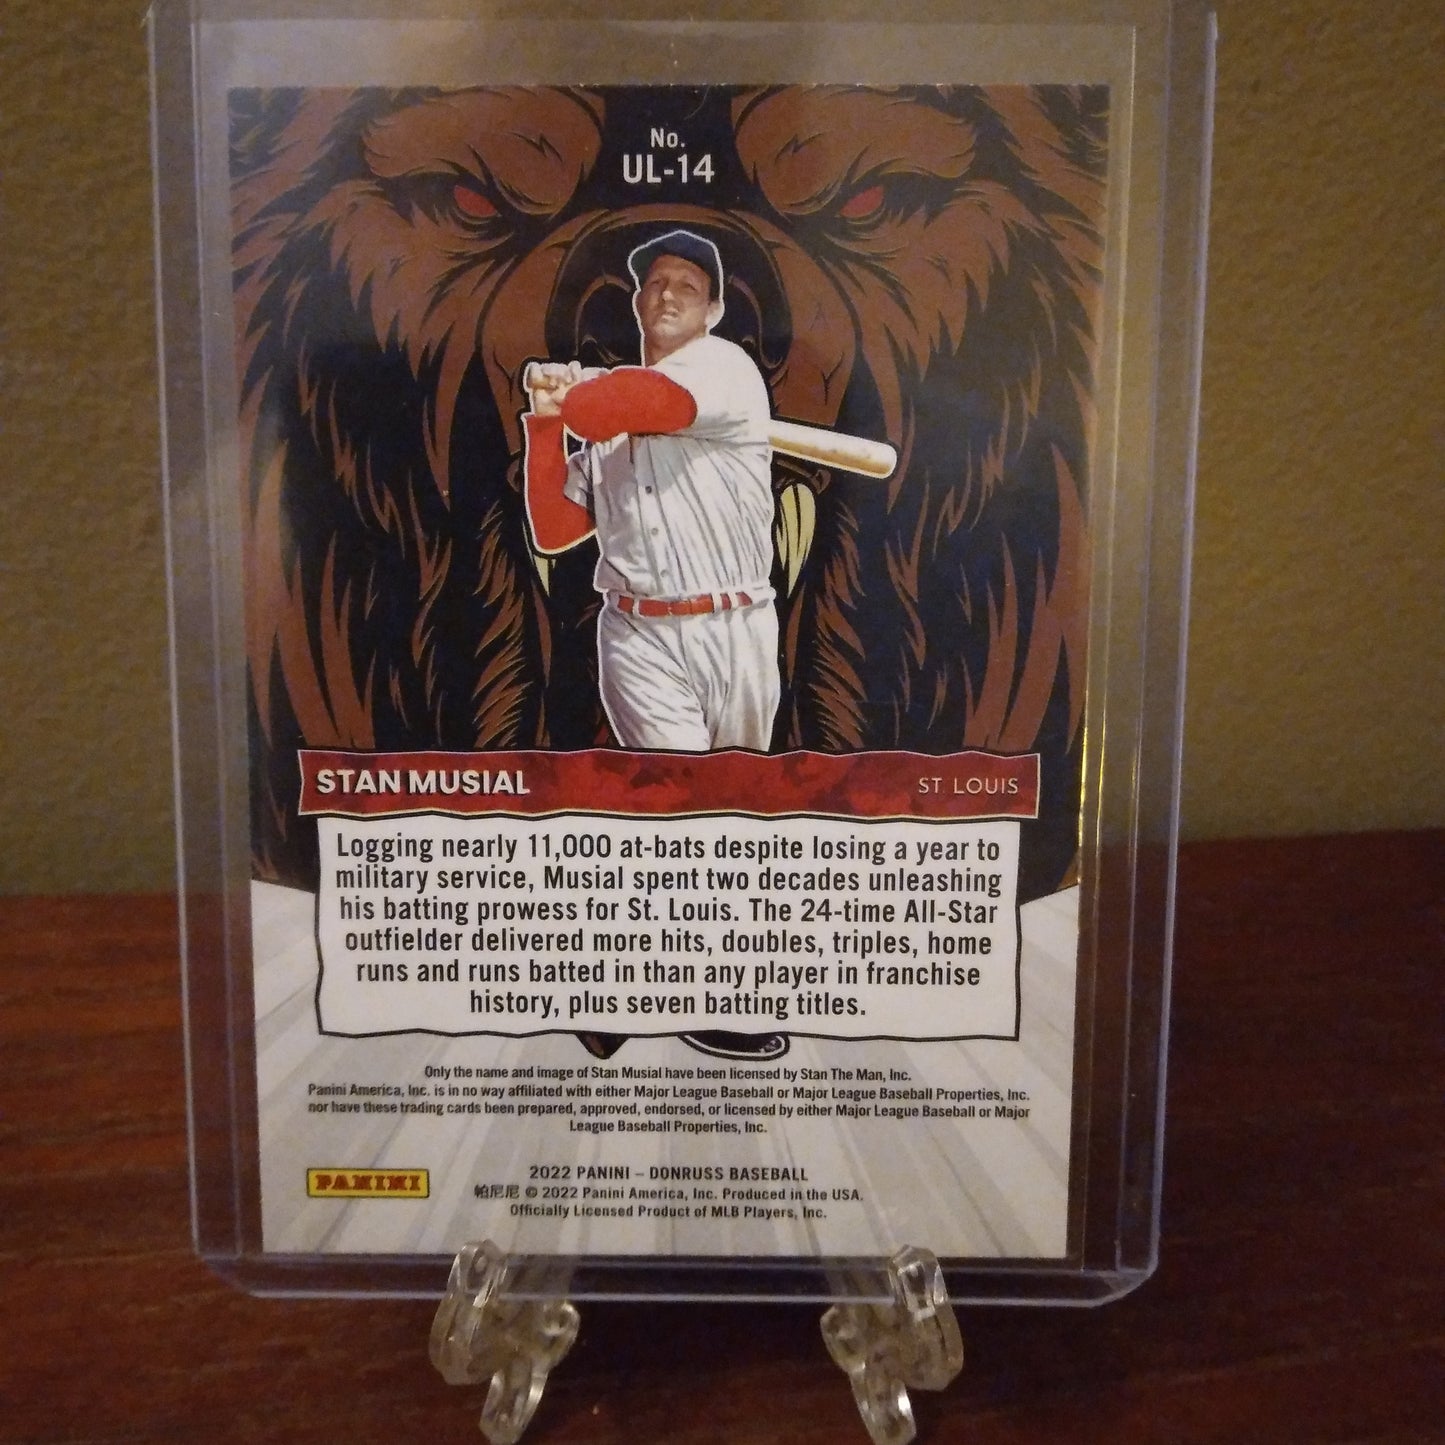 No.
UL-14
STAN MUSIAL
ST. LOUIS
Logging nearly 11,000 at-bats despite losing a year to
military service, Musial spent two decades unleashing
his batting prowess for St. Louis. The 24-time All-Star
outfielder delivered more hits, doubles, triples, home
runs and runs batted in than any player in franchise
history, plus seven batting titles.
Only the name and image of Stan Musial have been licensed by Stan The Man, Inc.
Panini America, Inc. is in no way affiliated with either Major League Baseball or Major League Baseball Properties, Inc.
nor have these trading cards been prepared, approved, endorsed, or licensed by either Major League Baseball or Major
League Baseball Properties, Inc.
PANINI
2022 PANINI – DONRUSS BASEBALL
帕尼尼 © 2022 Panini America, Inc. Produced in the USA.
Officially Licensed Product of MLB Players, Inc.